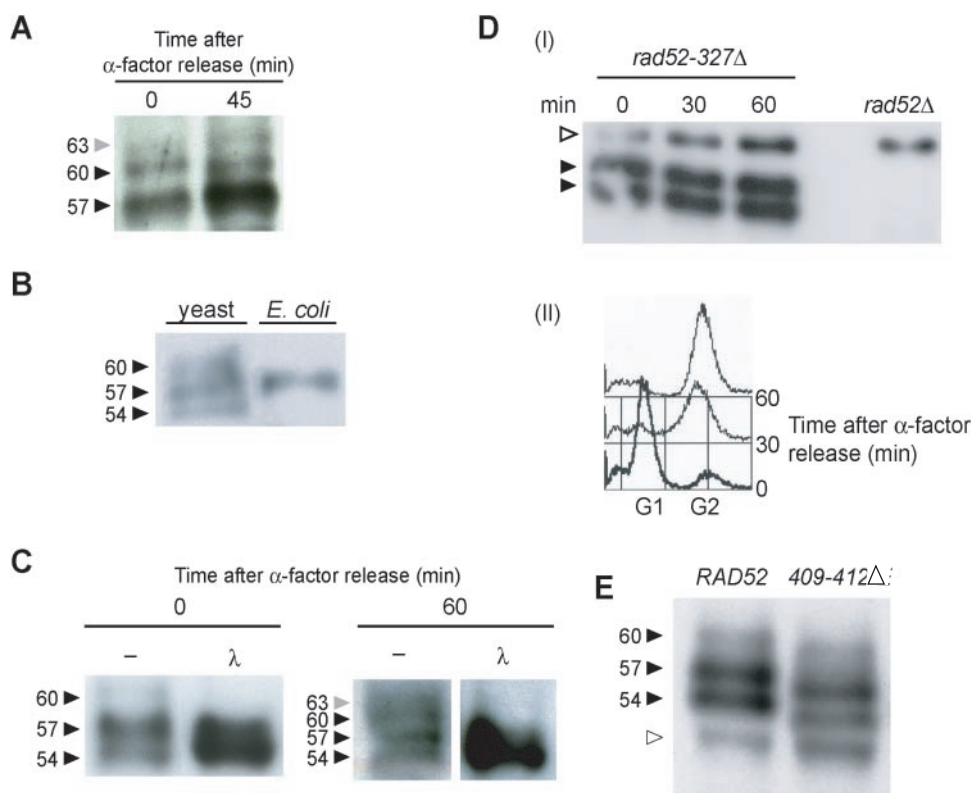 A
Time after
α-factor release (min)
0 45
63
60
57
B
yeast E. coli
60
57
54
C
Time after α-factor release (min)
0 60
– λ – λ
60
57
54
63
60
57
54
D
(I)
rad52-327Δ
min 0 30 60 rad52Δ
(II)
60
30
0
Time after α-factor
release (min)
G1 G2
E
RAD52 409-412Δ
60
57
54